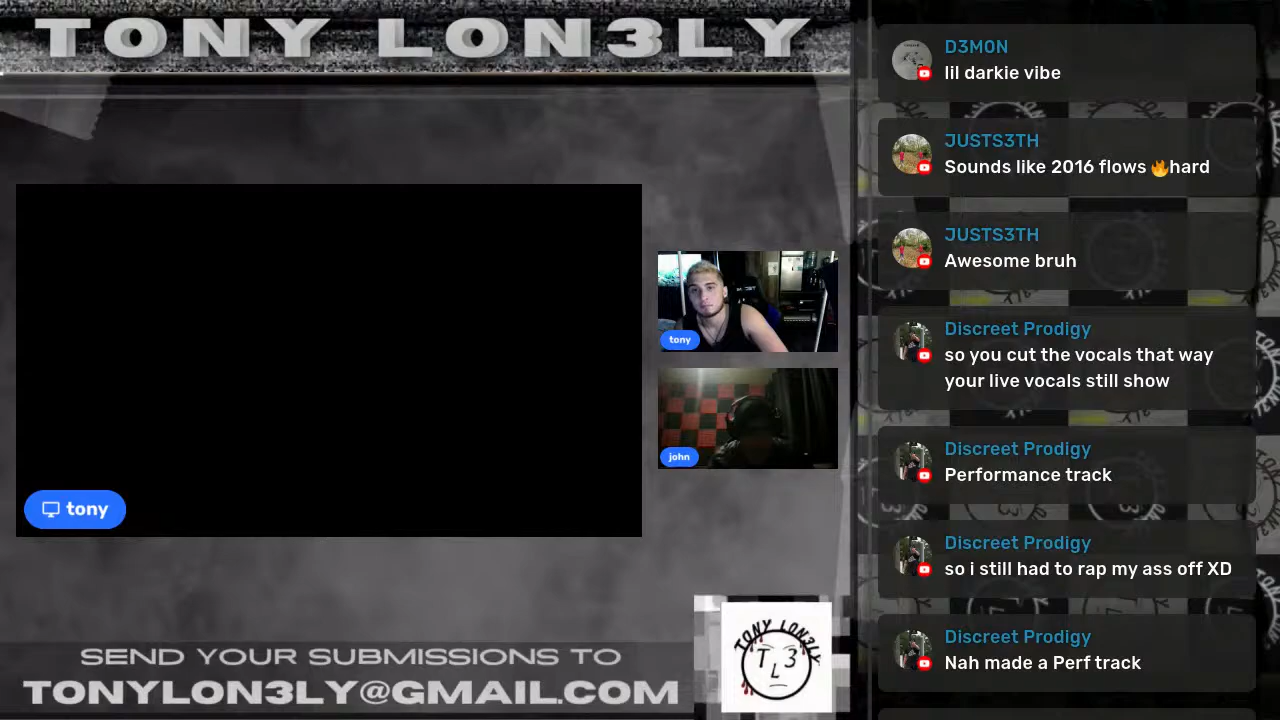 TONY LON3LY
tony
tony
john
SEND YOUR SUBMISSIONS TO
TONYLON3LY@GMAIL.COM
TONY LON3LY
TL3
D3M0N
lil darkie vibe
JUSTS3TH
Sounds like 2016 flows 🔥hard
JUSTS3TH
Awesome bruh
Discreet Prodigy
so you cut the vocals that way
your live vocals still show
Discreet Prodigy
Performance track
Discreet Prodigy
so i still had to rap my ass off XD
Discreet Prodigy
Nah made a Perf track